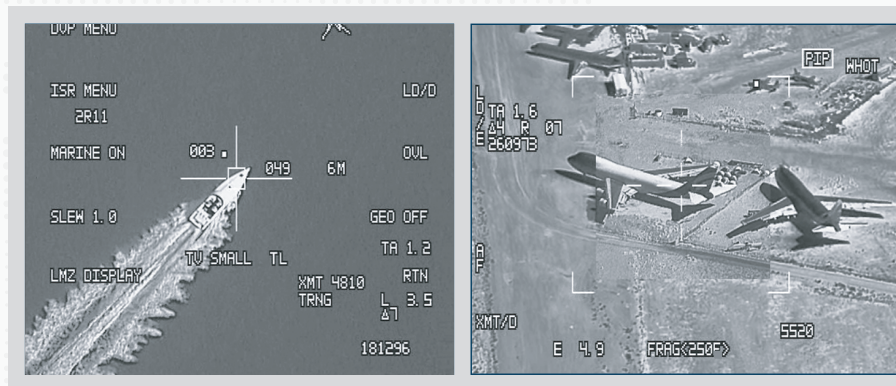 DVP MENU
ISR MENU
LD/D
2R11
MARINE ON
003
049
6M
OVL
SLEW 1.0
GEO OFF
TV SMALL TL
TA 1.2
LMZ DISPLAY
XMT 4810
RTN
TRNG
L 3.5
Δ7
181296
PIP
WHOT
L
D
/
E
TA 1.6
Δ4 R 07
260973
A
F
XMT/D
5520
E 4.9
FRAG<250F>